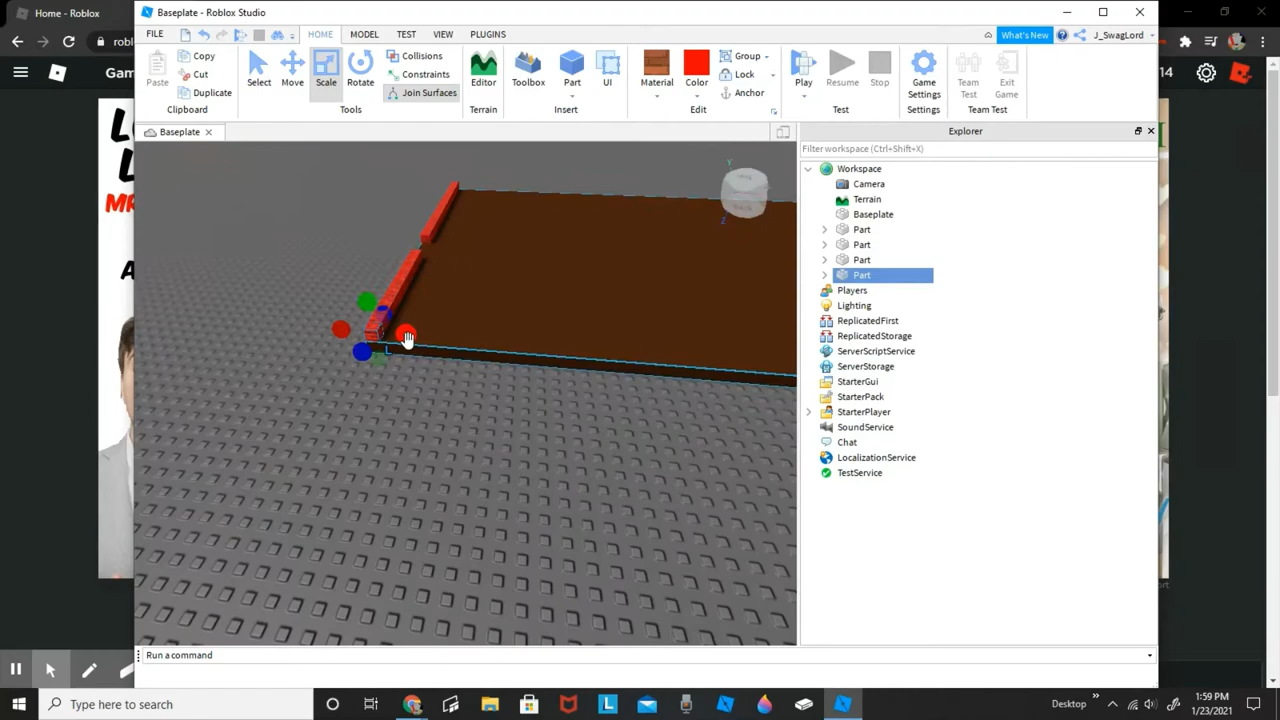 Home - Roblox
Baseplate - Roblox Studio
FILE HOME MODEL TEST VIEW PLUGINS What's New J_SwagLord
Paste Copy Cut Duplicate Select Move Scale Rotate Collisions Constraints Join Surfaces Editor Toolbox Part UI Material Color Group Lock Anchor Play Resume Stop Game Settings Team Test Exit Game
Clipboard Tools Terrain Insert Edit Test Settings Team Test
Baseplate
Explorer
Filter workspace (Ctrl+Shift+X)
Workspace
Camera
Terrain
Baseplate
Part
Part
Part
Part
Players
Lighting
ReplicatedFirst
ReplicatedStorage
ServerScriptService
ServerStorage
StarterGui
StarterPack
StarterPlayer
SoundService
Chat
LocalizationService
TestService
Y
Z
Run a command
Type here to search
Desktop
1:59 PM
1/23/2021